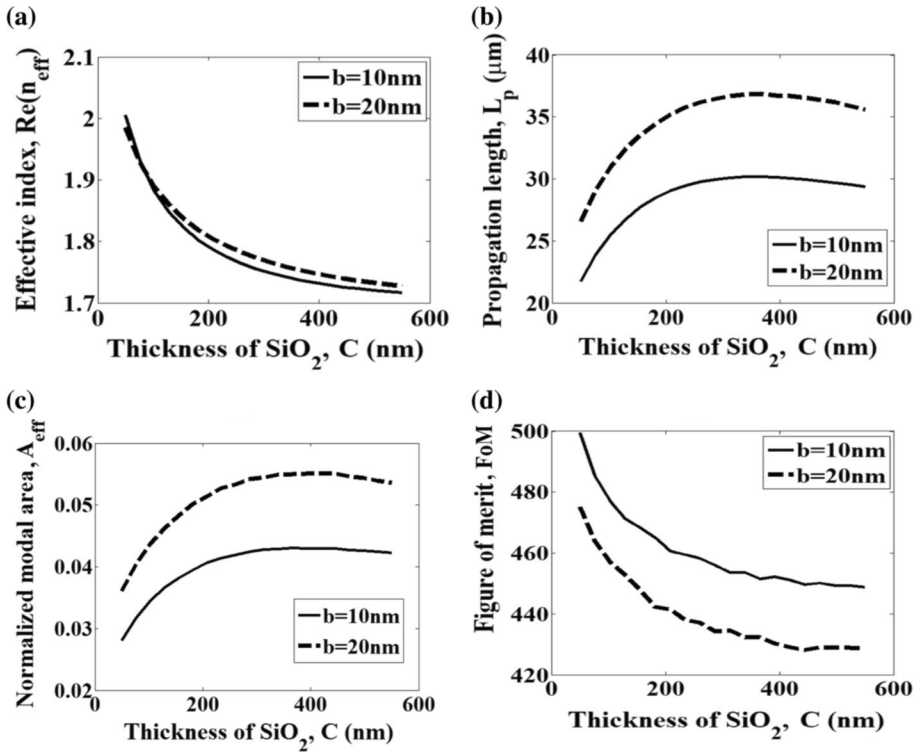 (a)
2.1
2
1.9
1.8
1.7
0
200
400
600
Effective index, Re(n_eff)
Thickness of SiO₂, C (nm)
b=10nm
b=20nm
(b)
40
35
30
25
20
0
200
400
600
Propagation length, L_p (μm)
Thickness of SiO₂, C (nm)
b=10nm
b=20nm
(c)
0.06
0.05
0.04
0.03
0.02
0
200
400
600
Normalized modal area, A_eff
Thickness of SiO₂, C (nm)
b=10nm
b=20nm
(d)
500
480
460
440
420
0
200
400
600
Figure of merit, FoM
Thickness of SiO₂, C (nm)
b=10nm
b=20nm